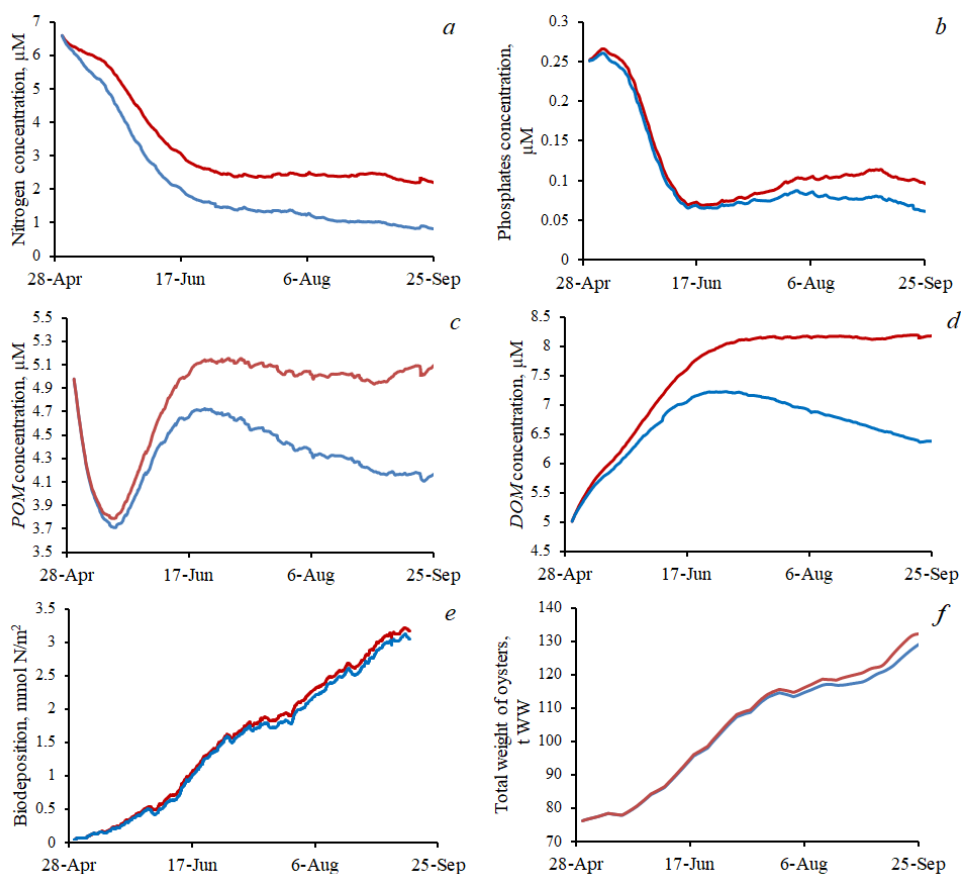 a
Nitrogen concentration, µM
7
6
5
4
3
2
1
0
28-Apr 17-Jun 6-Aug 25-Sep
b
Phosphates concentration,
µM
0.3
0.25
0.2
0.15
0.1
0.05
0
28-Apr 17-Jun 6-Aug 25-Sep
c
POM concentration, µM
5.5
5.3
5.1
4.9
4.7
4.5
4.3
4.1
3.9
3.7
3.5
28-Apr 17-Jun 6-Aug 25-Sep
d
DOM concentration, µM
8.5
7.5
6.5
5.5
4.5
28-Apr 17-Jun 6-Aug 25-Sep
e
Biodeposition, mmol N/m²
3.5
3
2.5
2
1.5
1
0.5
0
28-Apr 17-Jun 6-Aug 25-Sep
f
Total weight of oysters,
t WW
140
130
120
110
100
90
80
70
28-Apr 17-Jun 6-Aug 25-Sep